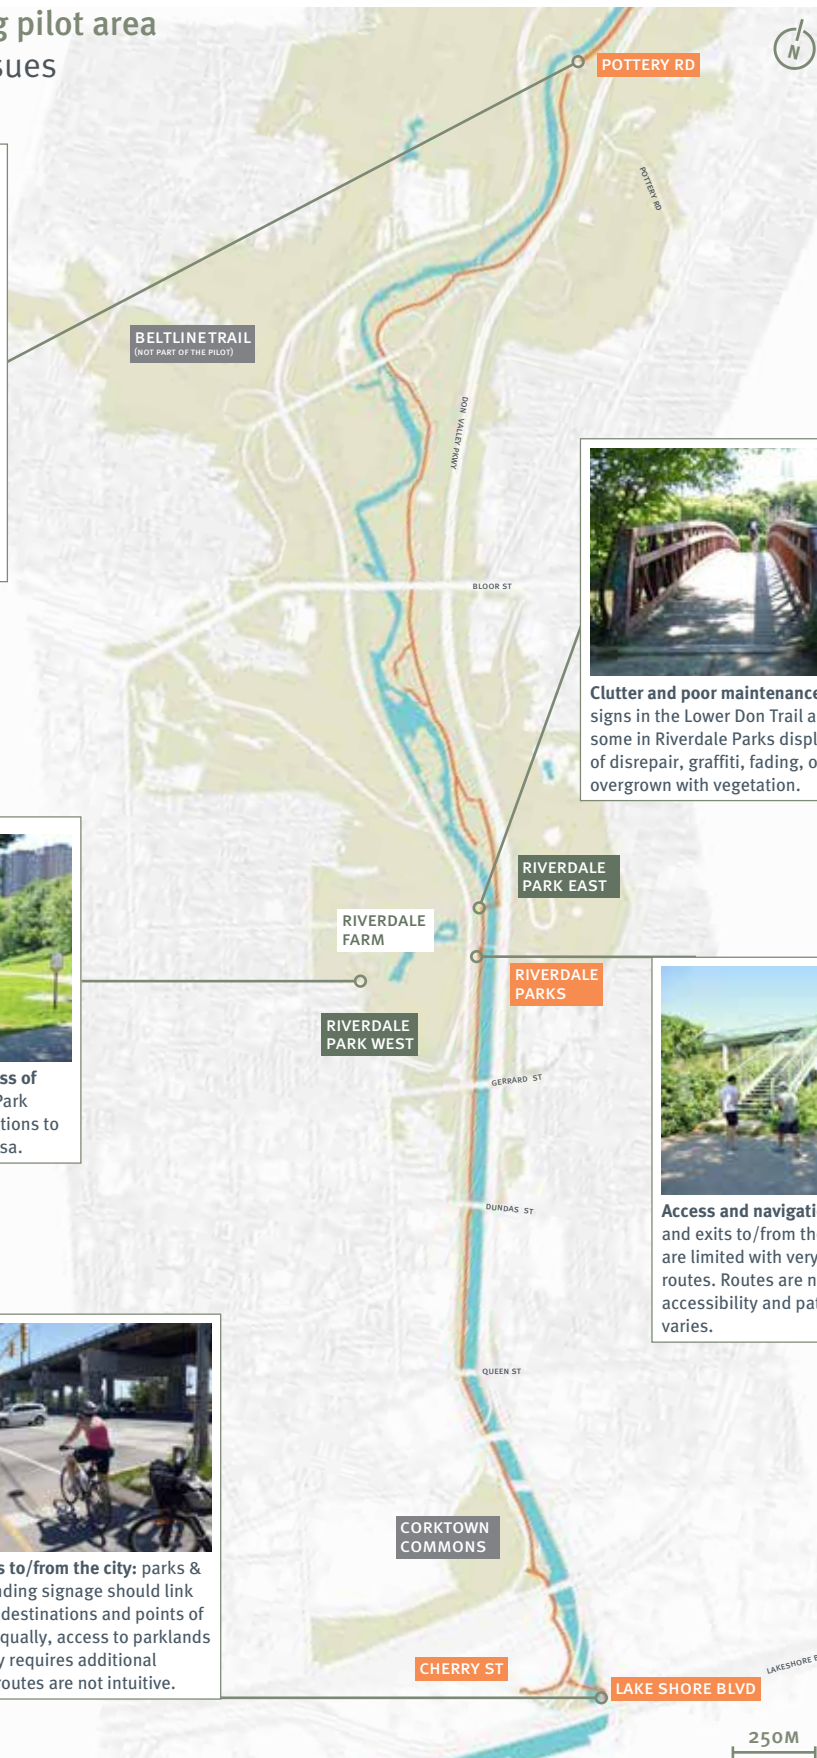 g pilot area
sues
POTTERY RD
N
POTTERY RD
BELTLINE TRAIL
(NOT PART OF THE PILOT)
DON VALLEY PKWY
BLOOR ST
Clutter and poor maintenance
signs in the Lower Don Trail a
some in Riverdale Parks displ
of disrepair, graffiti, fading, o
overgrown with vegetation.
RIVERDALE
PARK EAST
RIVERDALE
FARM
RIVERDALE
PARKS
RIVERDALE
PARK WEST
ss of
Park
tions to
sa.
GERRARD ST
DUNDAS ST
Access and navigati
and exits to/from th
are limited with very
routes. Routes are n
accessibility and pat
varies.
QUEEN ST
CORKTOWN
COMMONS
s to/from the city: parks &
nding signage should link
destinations and points of
qually, access to parklands
y requires additional
routes are not intuitive.
CHERRY ST
LAKE SHORE BLVD
LAKESHORE B
250M